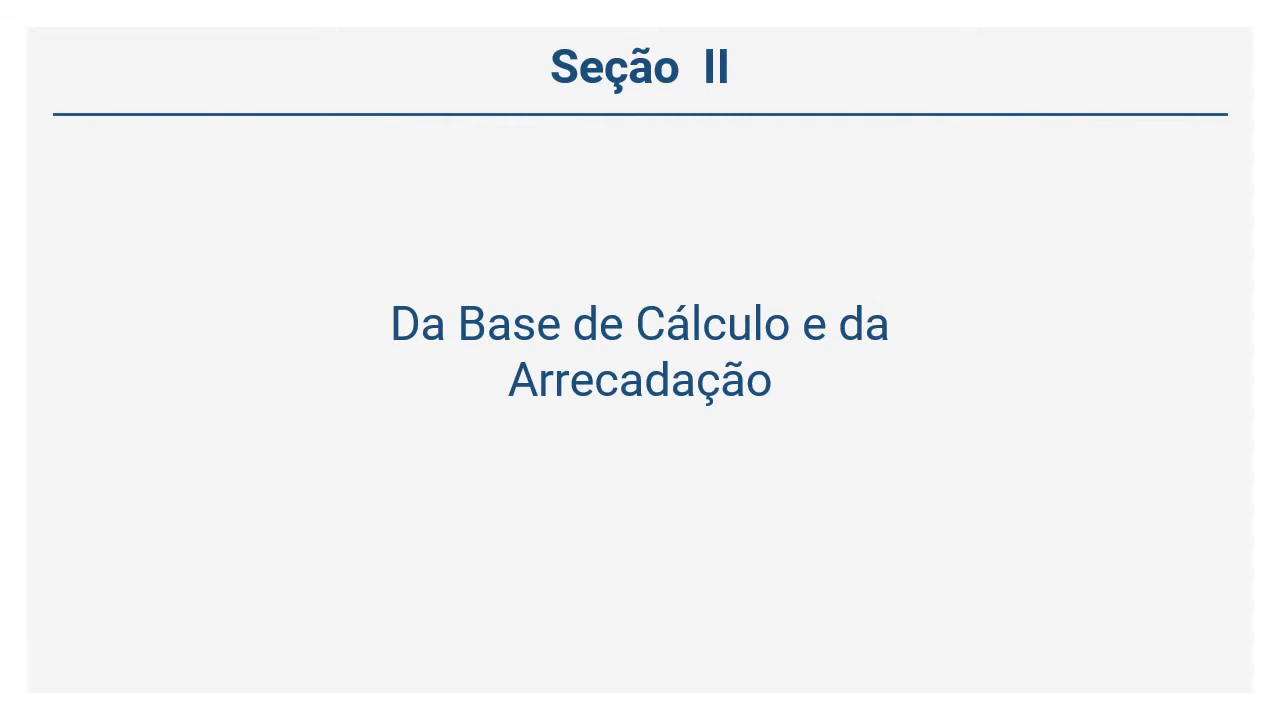 Seção II
Da Base de Cálculo e da
Arrecadação